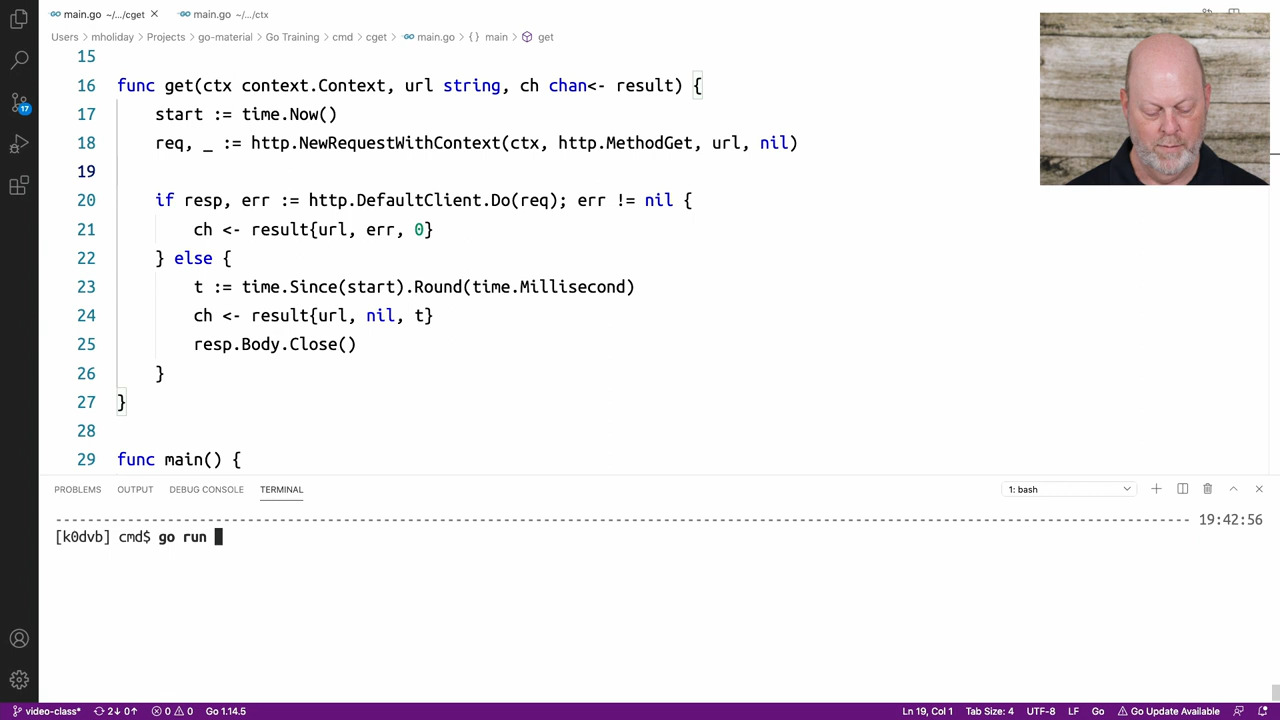 main.go ~/.../cget
main.go ~/.../ctx
Users > mholiday > Projects > go-material > Go Training > cmd > cget > main.go > {} main > get
15
16 func get(ctx context.Context, url string, ch chan<- result) {
17 start := time.Now()
18 req, _ := http.NewRequestWithContext(ctx, http.MethodGet, url, nil)
19
20 if resp, err := http.DefaultClient.Do(req); err != nil {
21 ch <- result{url, err, 0}
22 } else {
23 t := time.Since(start).Round(time.Millisecond)
24 ch <- result{url, nil, t}
25 resp.Body.Close()
26 }
27 }
28
29 func main() {
17
PROBLEMS OUTPUT DEBUG CONSOLE TERMINAL 1: bash
19:42:56
[k0dvb] cmd$ go run
video-class* 2↓ 0↑ 0 0 Go 1.14.5 Ln 19, Col 1 Tab Size: 4 UTF-8 LF Go Go Update Available